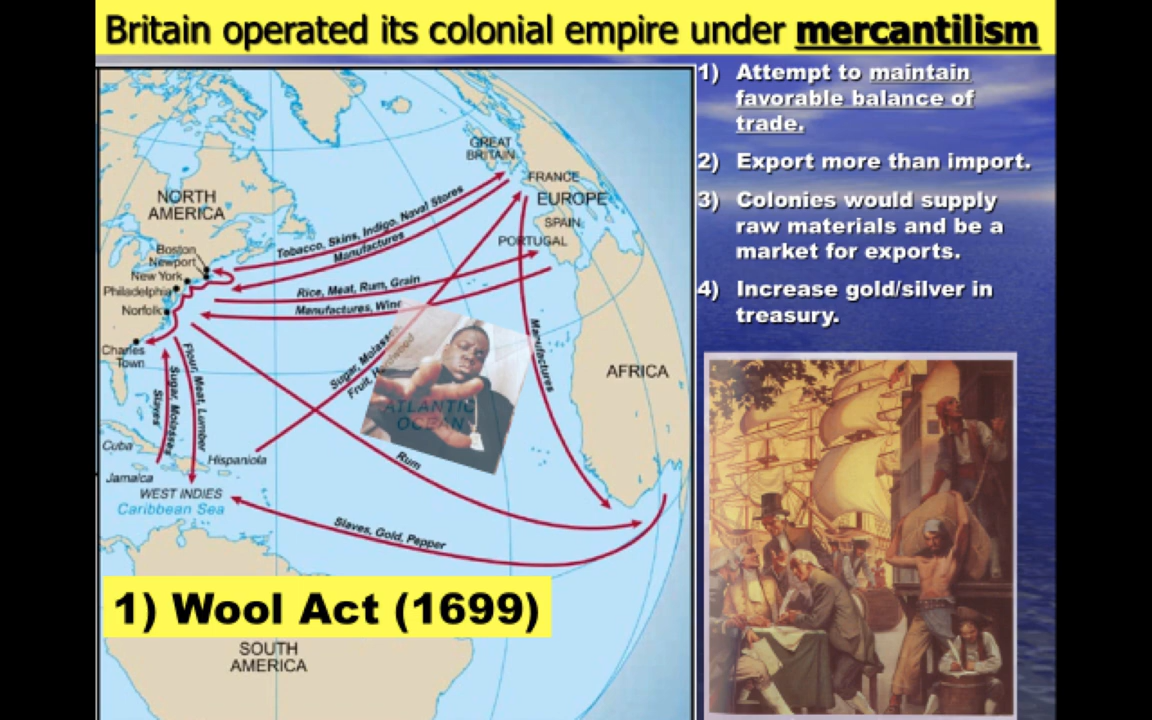 Britain operated its colonial empire under mercantilism
1) Attempt to maintain
favorable balance of
trade.
2) Export more than import.
3) Colonies would supply
raw materials and be a
market for exports.
4) Increase gold/silver in
treasury.
GREAT
BRITAIN
FRANCE
EUROPE
SPAIN
PORTUGAL
NORTH
AMERICA
Boston
Newport
New York
Philadelphia
Norfolk
Charles
Town
Tobacco, Skins, Indigo, Naval Stores
Manufactures
Rice, Meat, Rum, Grain
Manufactures, Wine
Sugar, Molasses,
Fruit, Hardwood
Manufactures
AFRICA
ATLANTIC
OCEAN
Slaves
Sugar, Molasses
Flour, Meat, Lumber
Cuba
Hispaniola
Jamaica
WEST INDIES
Caribbean Sea
Rum
Slaves, Gold, Pepper
1) Wool Act (1699)
SOUTH
AMERICA